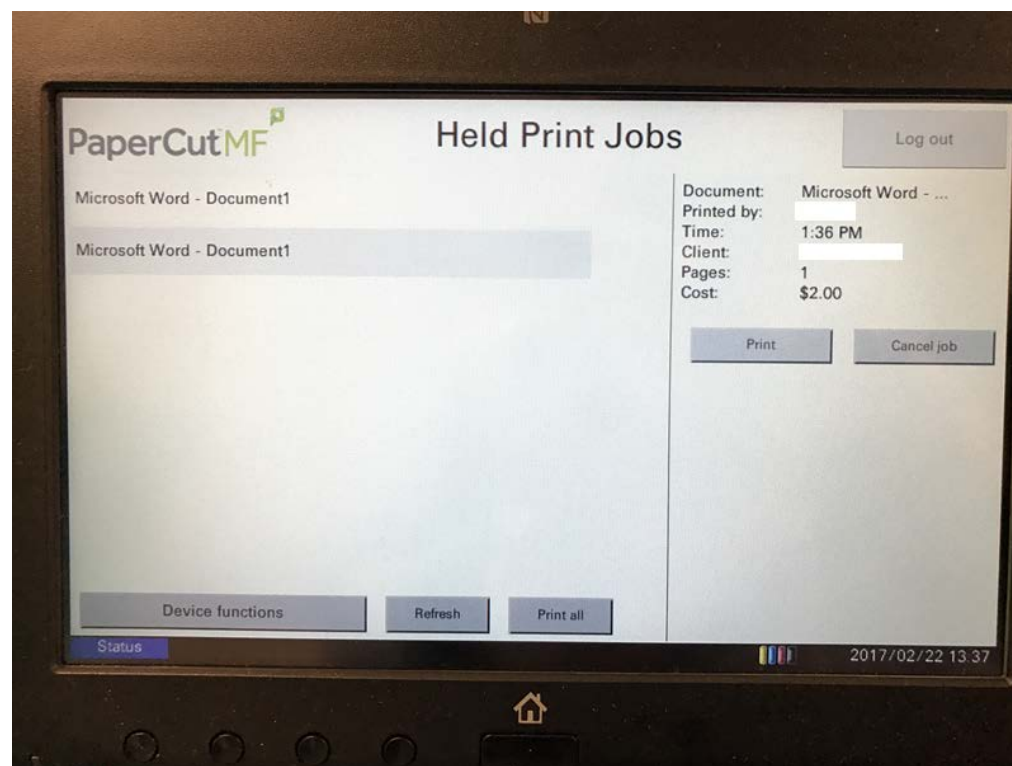 PaperCut MF
Held Print Jobs
Log out
Microsoft Word - Document1
Microsoft Word - Document1
Document: Microsoft Word - ...
Printed by:
Time: 1:36 PM
Client:
Pages: 1
Cost: $2.00
Print
Cancel job
Device functions
Refresh
Print all
Status
2017/02/22 13:37